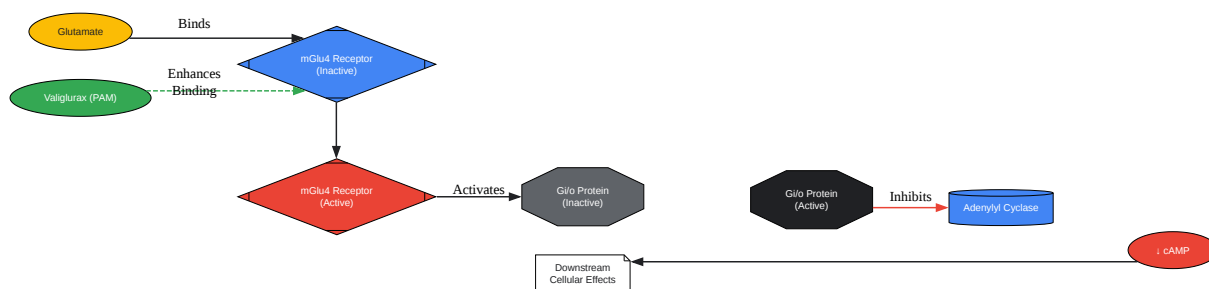 Glutamate
Binds
mGlu4 Receptor
(Inactive)
Enhances
Binding
Valiglurax (PAM)
mGlu4 Receptor
(Active)
Activates
Gi/o Protein
(Inactive)
Gi/o Protein
(Active)
Inhibits
Adenylyl Cyclase
↓ cAMP
Downstream
Cellular Effects